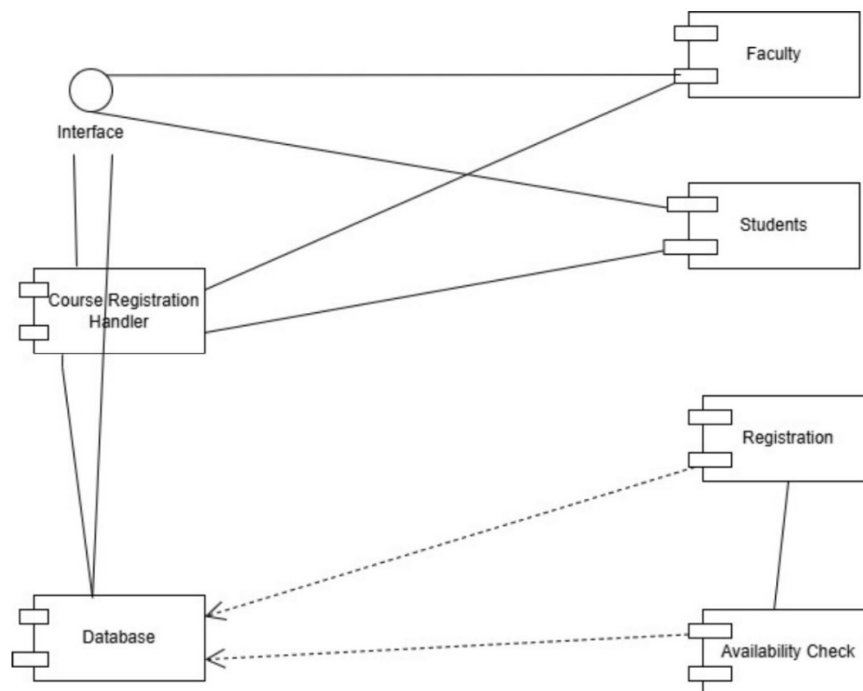 Faculty
Interface
Students
Course Registration
Handler
Registration
Database
Availability Check